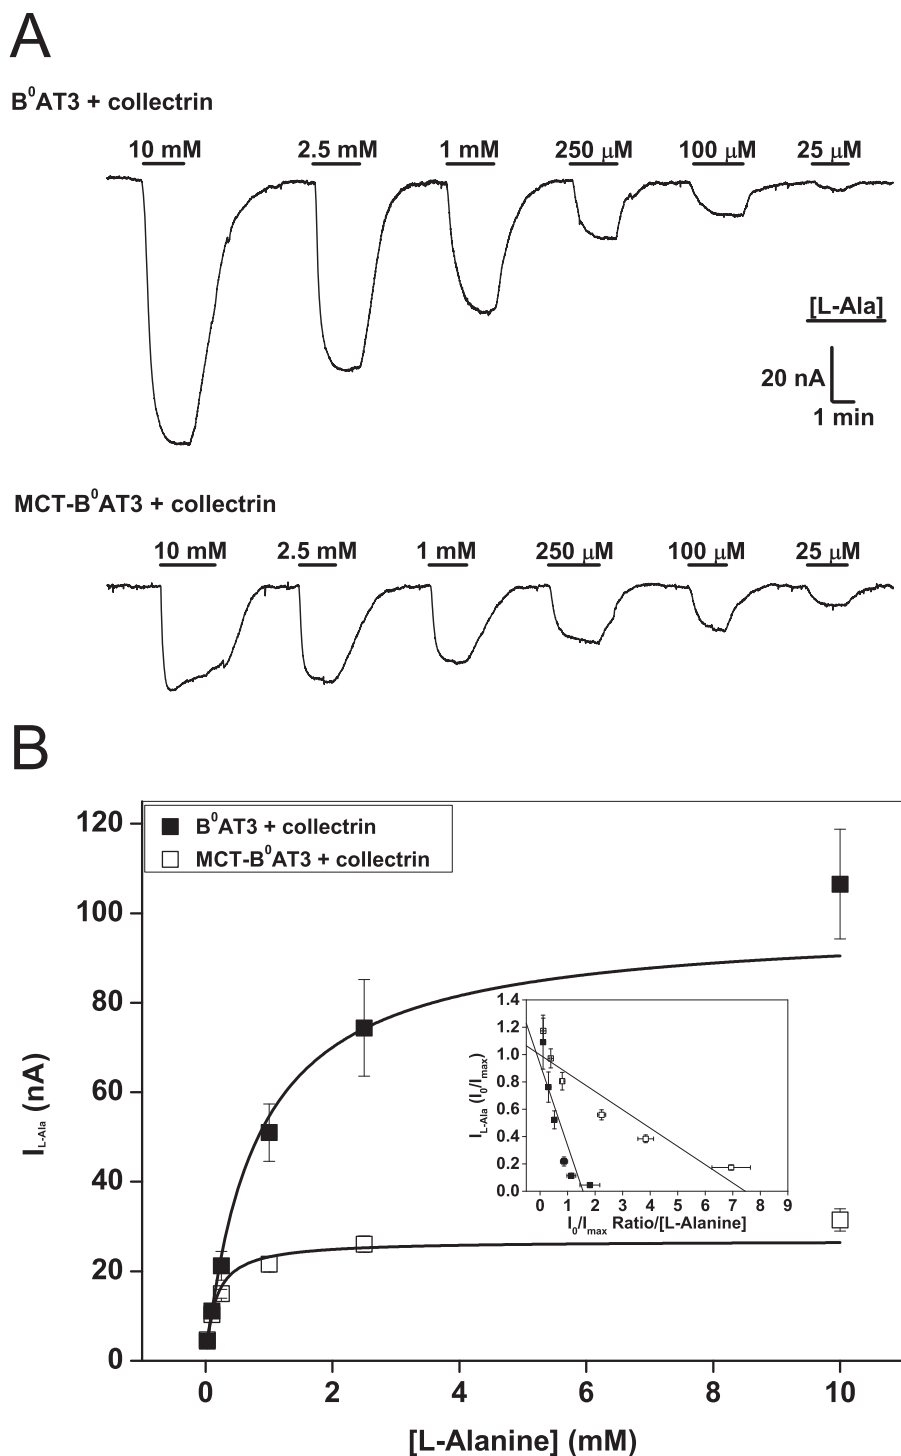 A
B⁰AT3 + collectrin
10 mM 2.5 mM 1 mM 250 µM 100 µM 25 µM
[L-Ala]
20 nA
1 min
MCT-B⁰AT3 + collectrin
10 mM 2.5 mM 1 mM 250 µM 100 µM 25 µM
B
B⁰AT3 + collectrin
MCT-B⁰AT3 + collectrin
120
100
80
60
40
20
0
I L-Ala (nA)
0 2 4 6 8 10
[L-Alanine] (mM)
1.4
1.2
1.0
0.8
0.6
0.4
0.2
0.0
I L-Ala (I₀/Imax)
0 1 2 3 4 5 6 7 8 9
I₀/Imax Ratio/[L-Alanine]